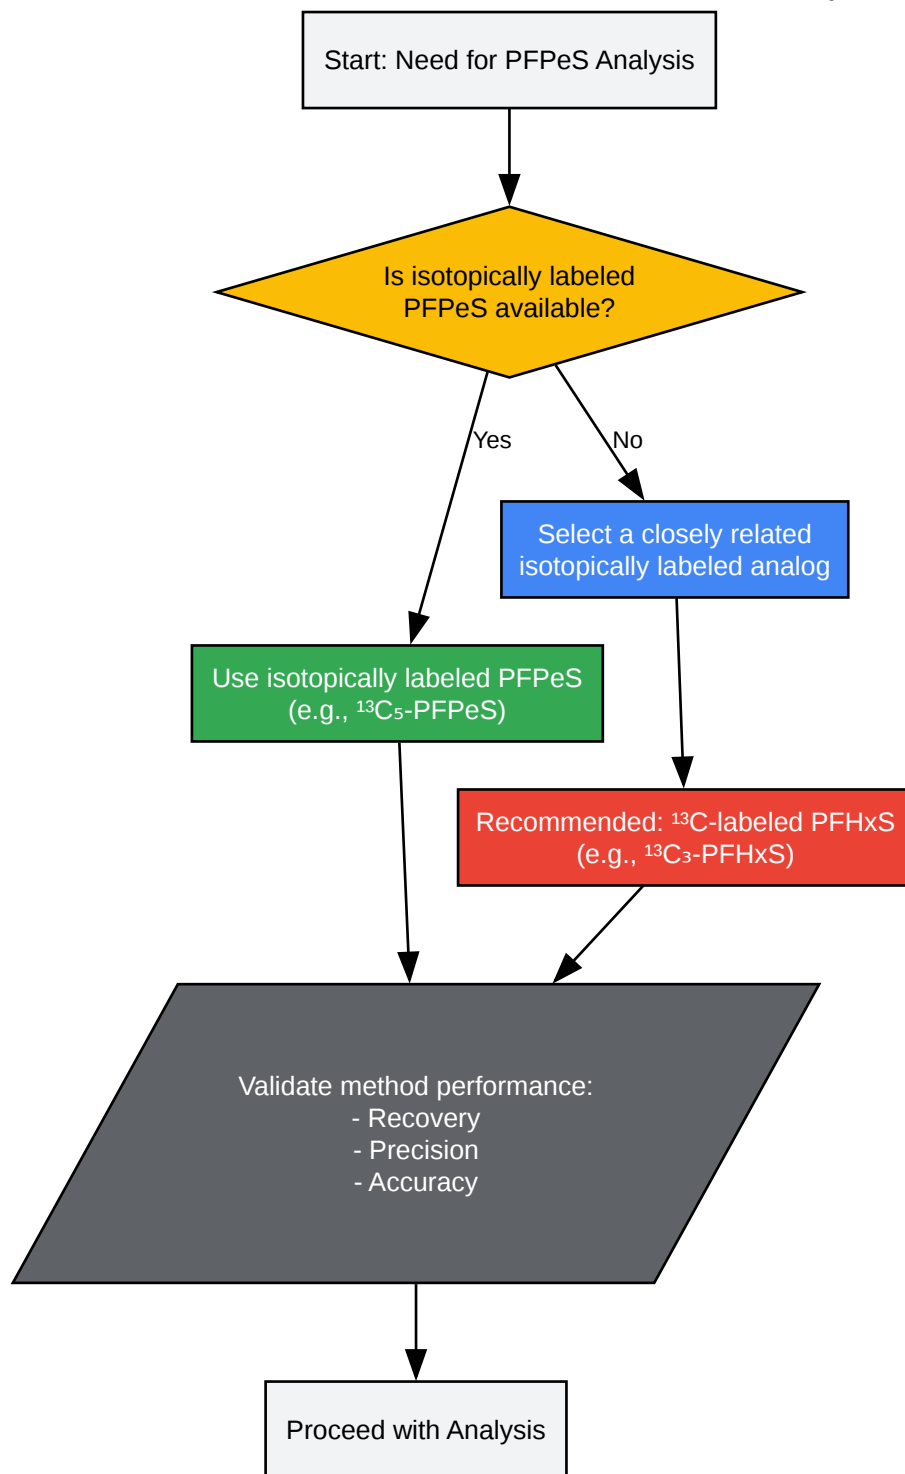 Start: Need for PFPeS Analysis
Is isotopically labeled
PFPeS available?
Yes
No
Select a closely related
isotopically labeled analog
Use isotopically labeled PFPeS
(e.g., ¹³C₅-PFPeS)
Recommended: ¹³C-labeled PFHxS
(e.g., ¹³C₃-PFHxS)
Validate method performance:
- Recovery
- Precision
- Accuracy
Proceed with Analysis